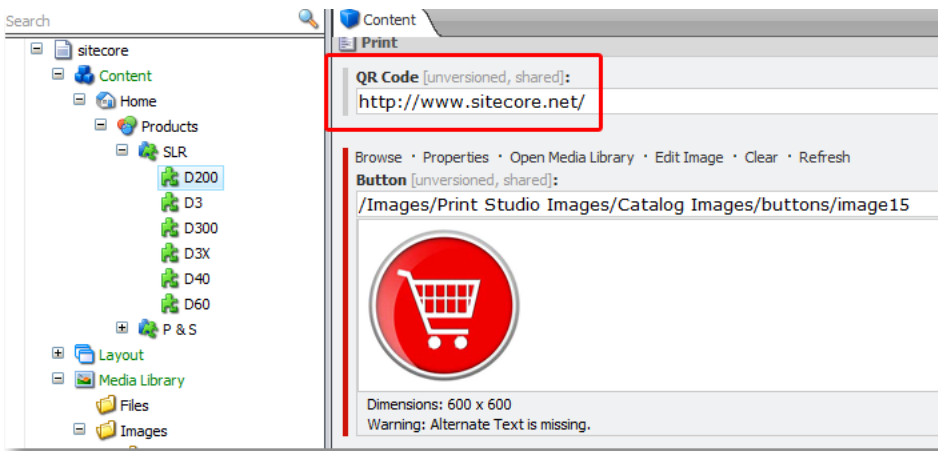 Search
sitecore
Content
Home
Products
SLR
D200
D3
D300
D3X
D40
D60
P & S
Layout
Media Library
Files
Images
Content
Print
QR Code [unversioned, shared]:
http://www.sitecore.net/
Browse · Properties · Open Media Library · Edit Image · Clear · Refresh
Button [unversioned, shared]:
/Images/Print Studio Images/Catalog Images/buttons/image15
Dimensions: 600 x 600
Warning: Alternate Text is missing.